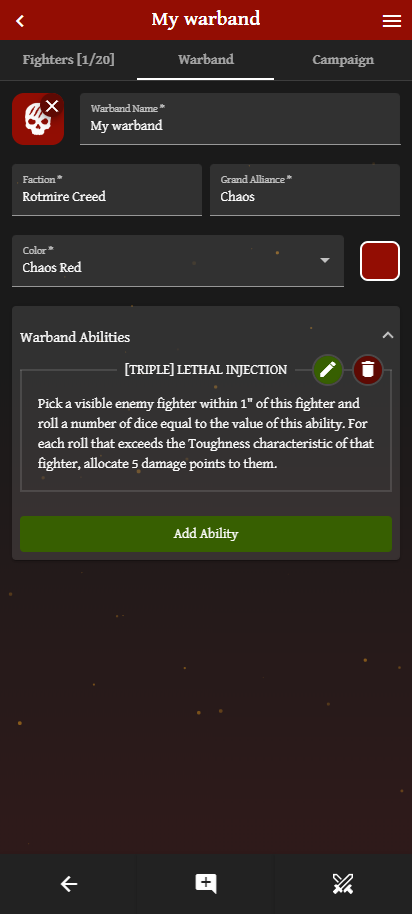 My warband
Fighters [1/20]
Warband
Campaign
Warband Name *
My warband
Faction *
Rotmire Creed
Grand Alliance *
Chaos
Color *
Chaos Red
Warband Abilities
[TRIPLE] LETHAL INJECTION
Pick a visible enemy fighter within 1" of this fighter and
roll a number of dice equal to the value of this ability. For
each roll that exceeds the Toughness characteristic of that
fighter, allocate 5 damage points to them.
Add Ability